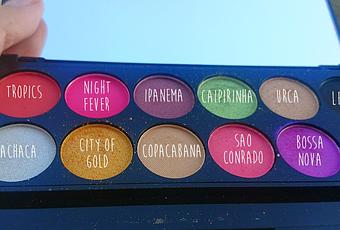 TROPICS
NIGHT
FEVER
IPANEMA
CAIPIRINHA
URCA
ACHACA
CITY OF
GOLD
COPACABANA
SAO
CONRADO
BOSSA
NOVA